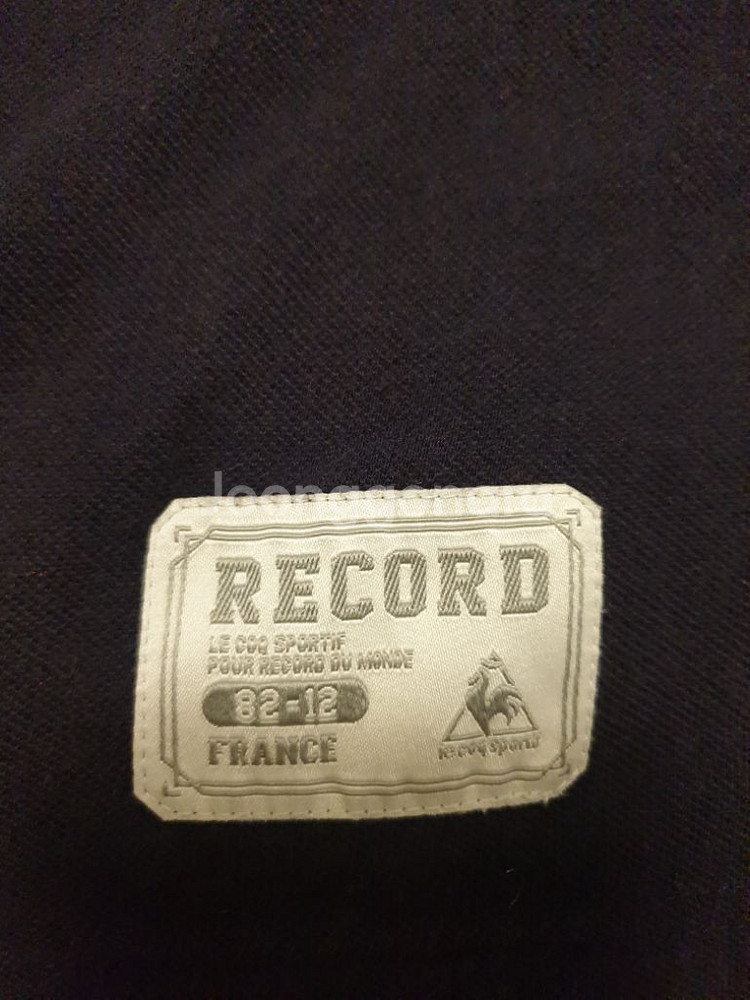 RECORD
LE COQ SPORTIF
POUR RECORD DU MONDE
82-12
FRANCE
le coq sportif